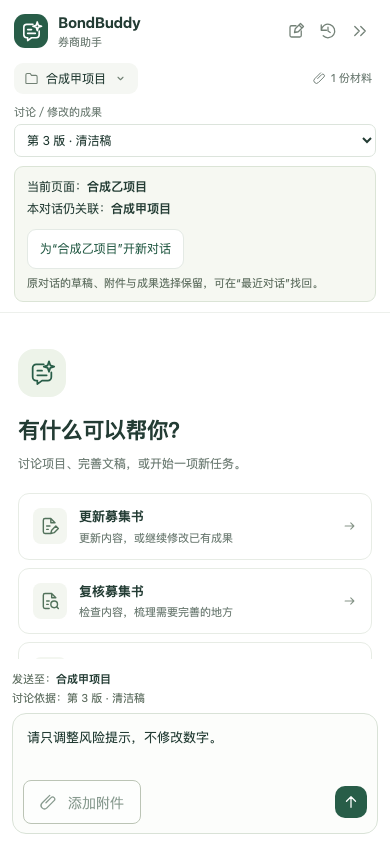 BondBuddy
券商助手
合成甲项目
1 份材料
讨论 / 修改的成果
第 3 版 · 清洁稿
当前页面：合成乙项目
本对话仍关联：合成甲项目
为“合成乙项目”开新对话
原对话的草稿、附件与成果选择保留，可在“最近对话”找回。
有什么可以帮你?
讨论项目、完善文稿，或开始一项新任务。
更新募集书
更新内容，或继续修改已有成果
复核募集书
检查内容，梳理需要完善的地方
发送至：合成甲项目
讨论依据：第 3 版 · 清洁稿
请只调整风险提示，不修改数字。
添加附件